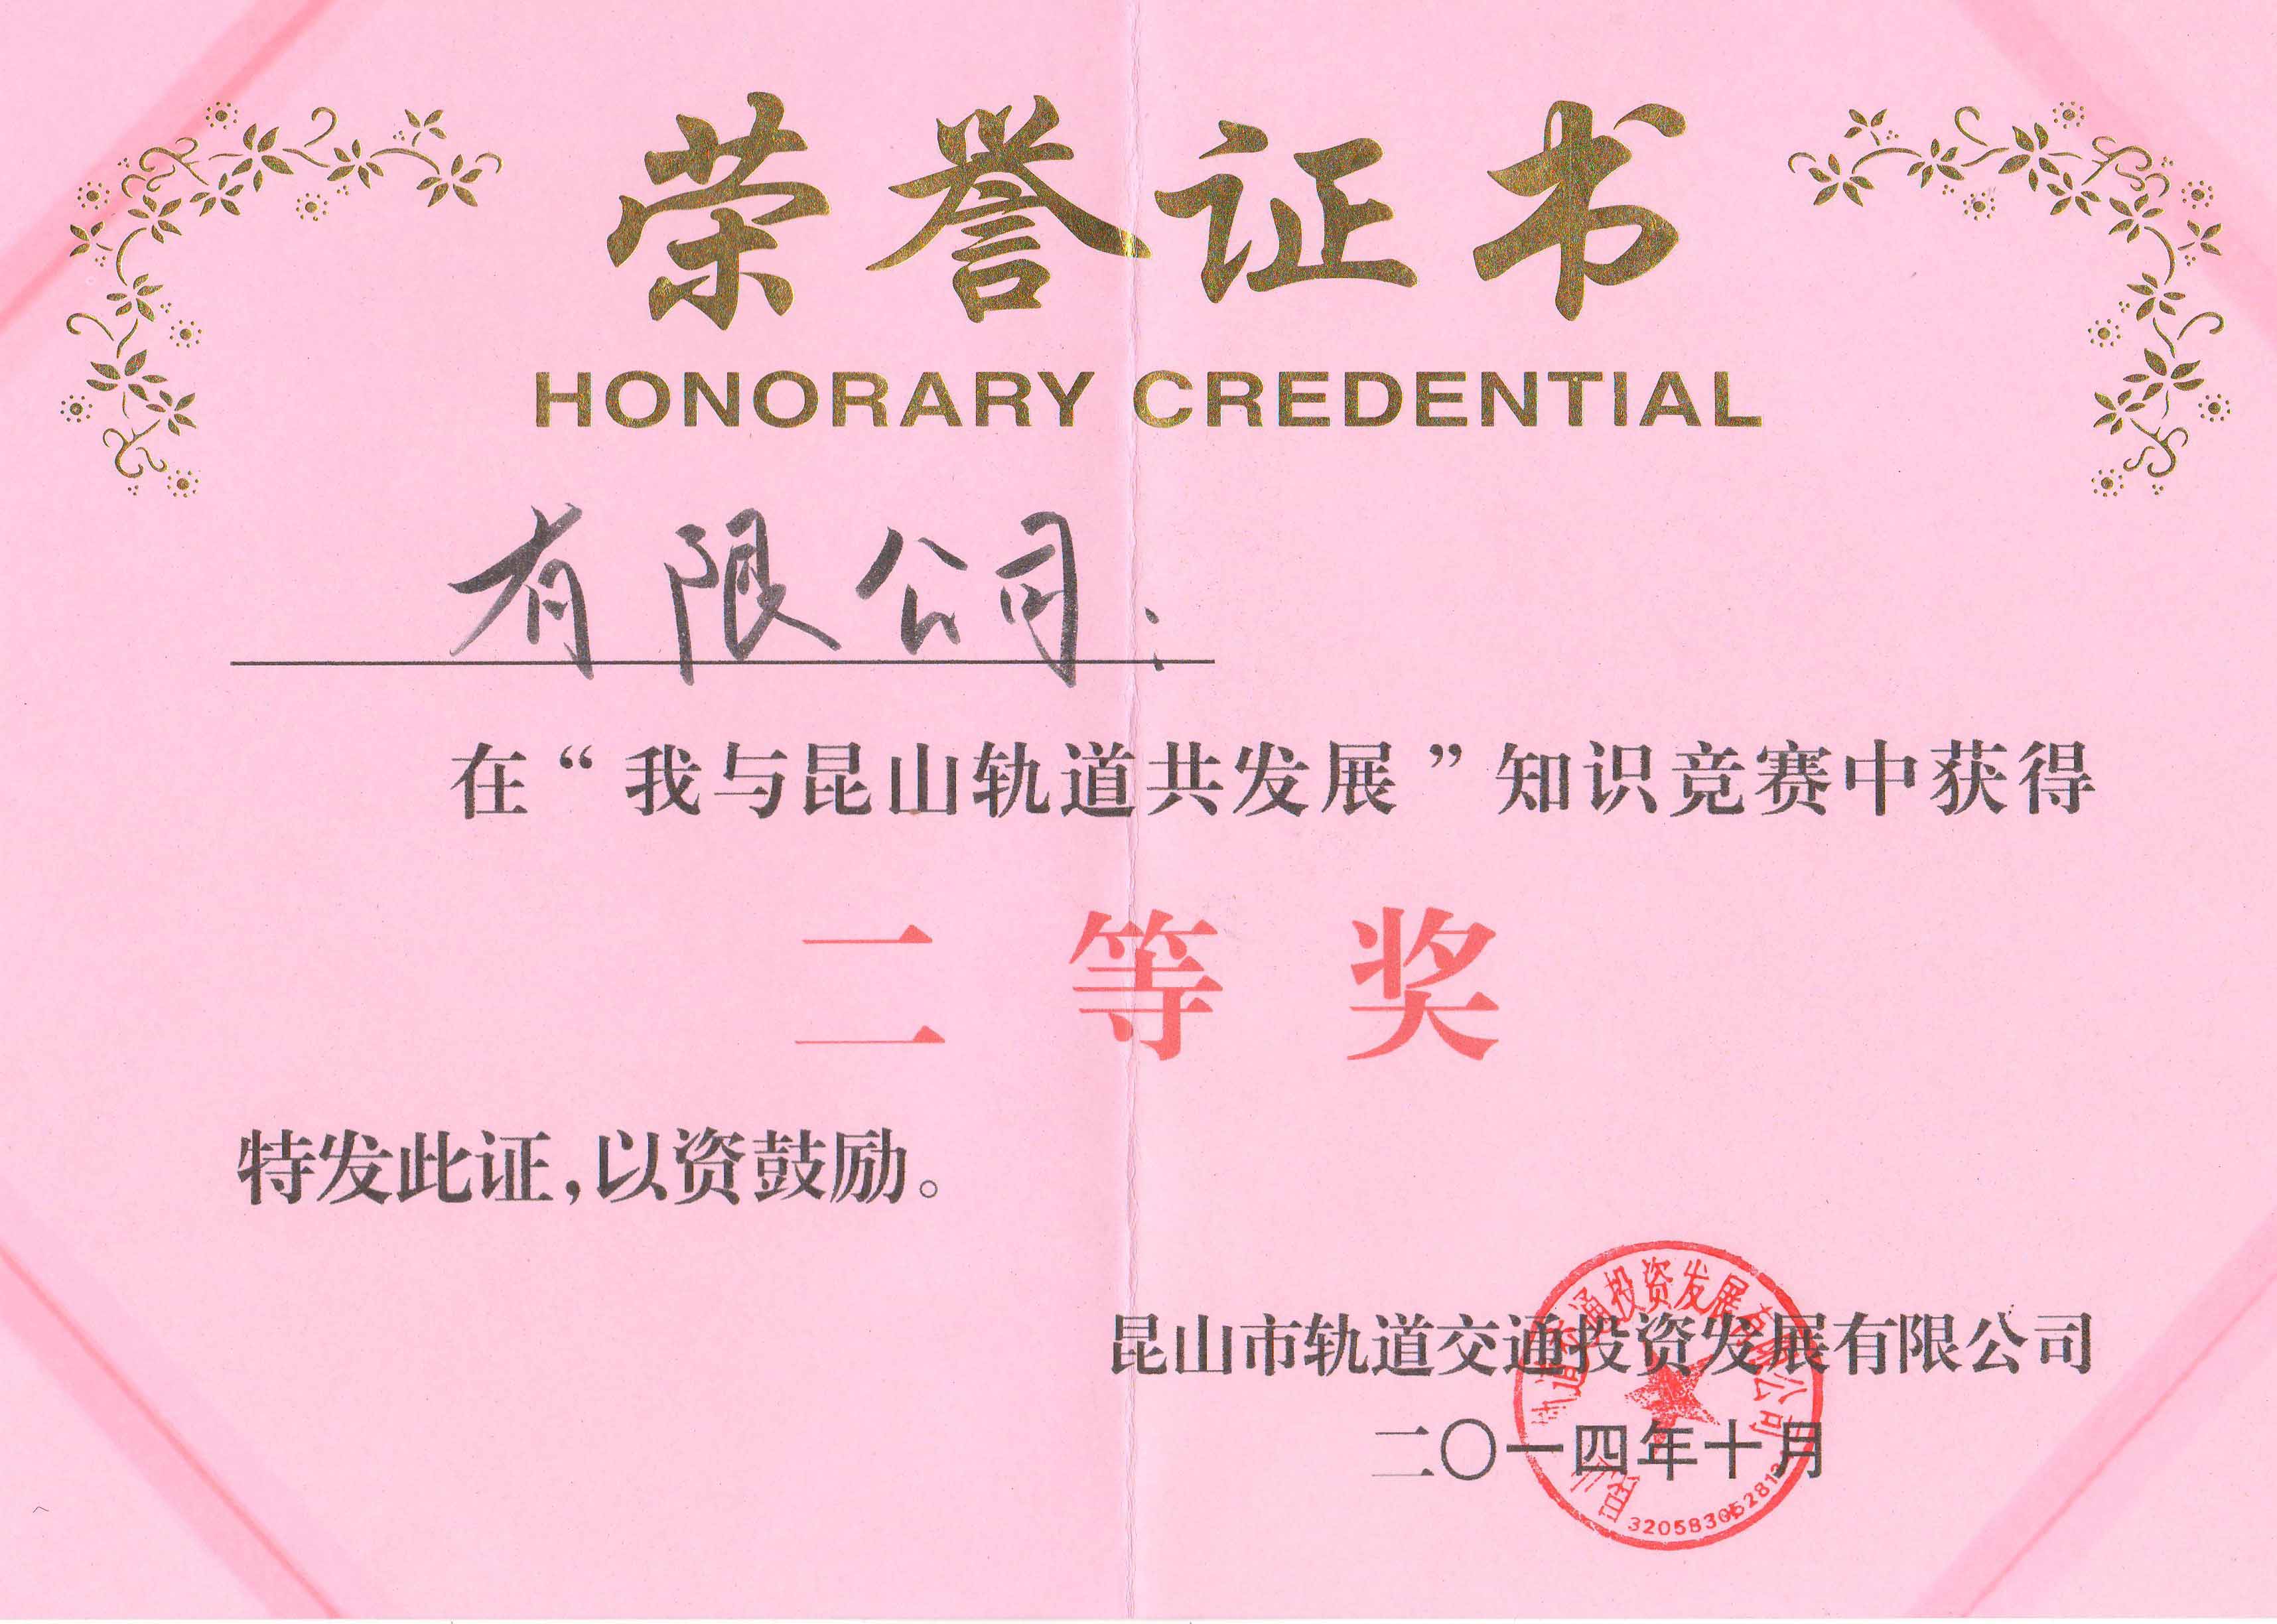 荣誉证书
HONORARY CREDENTIAL
有限公司：
在“我与昆山轨道共发展”知识竞赛中获得
二等奖
特发此证,以资鼓励。
昆山市轨道交通投资发展有限公司
二〇一四年十月